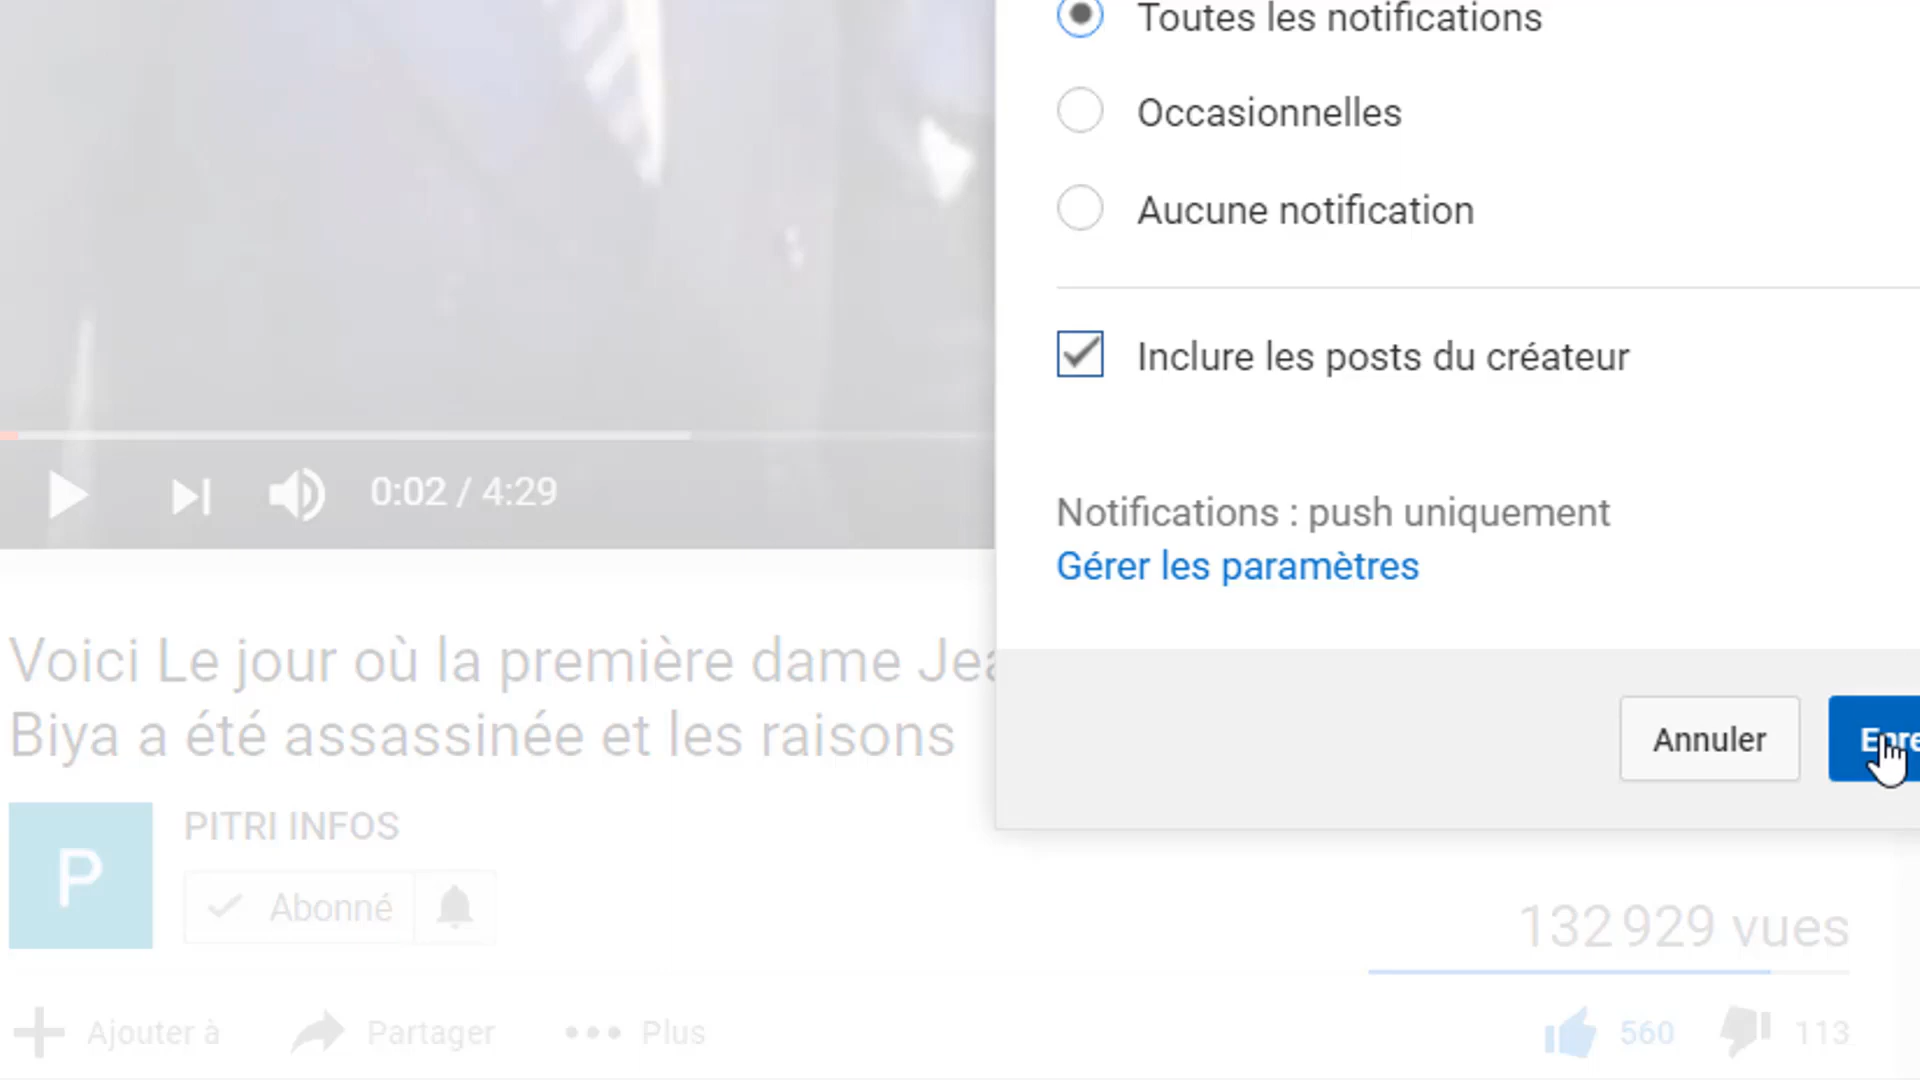 Toutes les notifications
Occasionnelles
Aucune notification
Inclure les posts du créateur
0:02 / 4:29
Notifications : push uniquement
Gérer les paramètres
Voici Le jour où la première dame
Biya a été assassinée et les raisons
Annuler
PITRI INFOS
P
Abonné
132 929 vues
Ajouter à
Partager
Plus
560
113